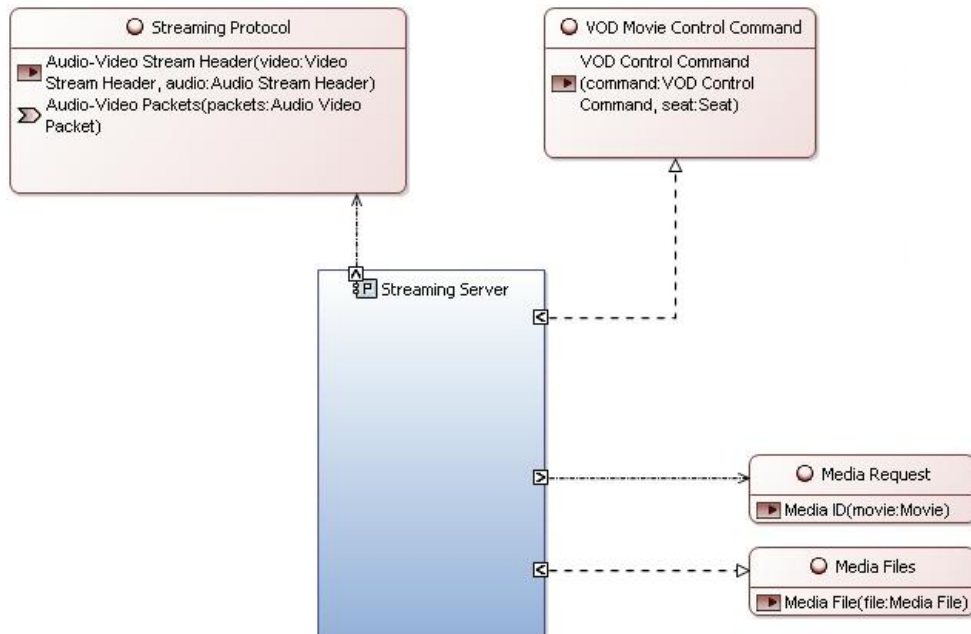 Streaming Protocol
Audio-Video Stream Header(video:Video
Stream Header, audio:Audio Stream Header)
Audio-Video Packets(packets:Audio Video
Packet)
VOD Movie Control Command
VOD Control Command
(command:VOD Control
Command, seat:Seat)
P Streaming Server
Media Request
Media ID(movie:Movie)
Media Files
Media File(file:Media File)